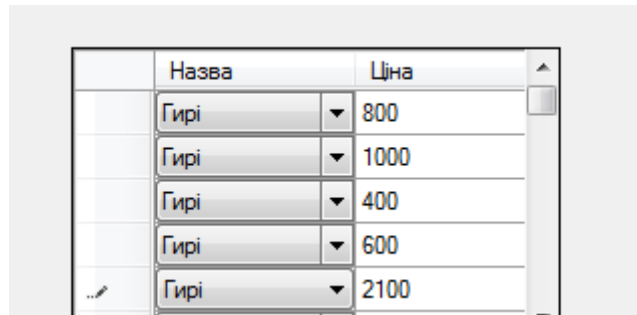 Назва Ціна
Гирі 800
Гирі 1000
Гирі 400
Гирі 600
Гирі 2100